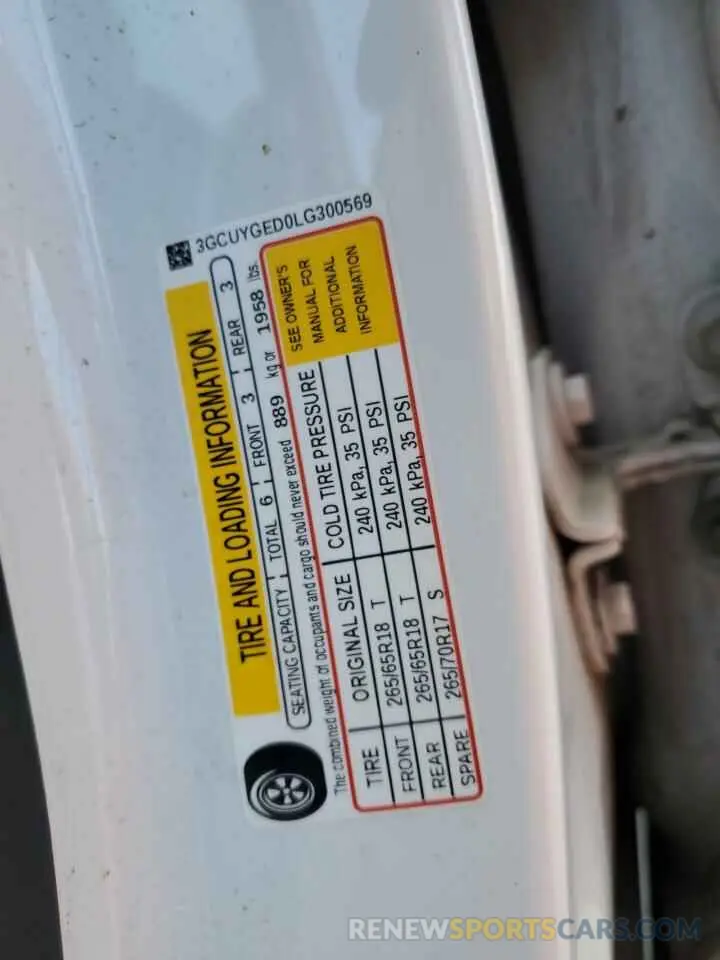 3GCUYGED0LG300569
TIRE AND LOADING INFORMATION
SEATING CAPACITY TOTAL 6 FRONT 3 REAR 3
The combined weight of occupants and cargo should never exceed 889 kg or 1958 lbs.
TIRE ORIGINAL SIZE COLD TIRE PRESSURE
FRONT 265/65R18 T 240 kPa, 35 PSI
REAR 265/65R18 T 240 kPa, 35 PSI
SPARE 265/70R17 S 240 kPa, 35 PSI
SEE OWNER'S
MANUAL FOR
ADDITIONAL
INFORMATION
RENEWSPORTSCARS.COM